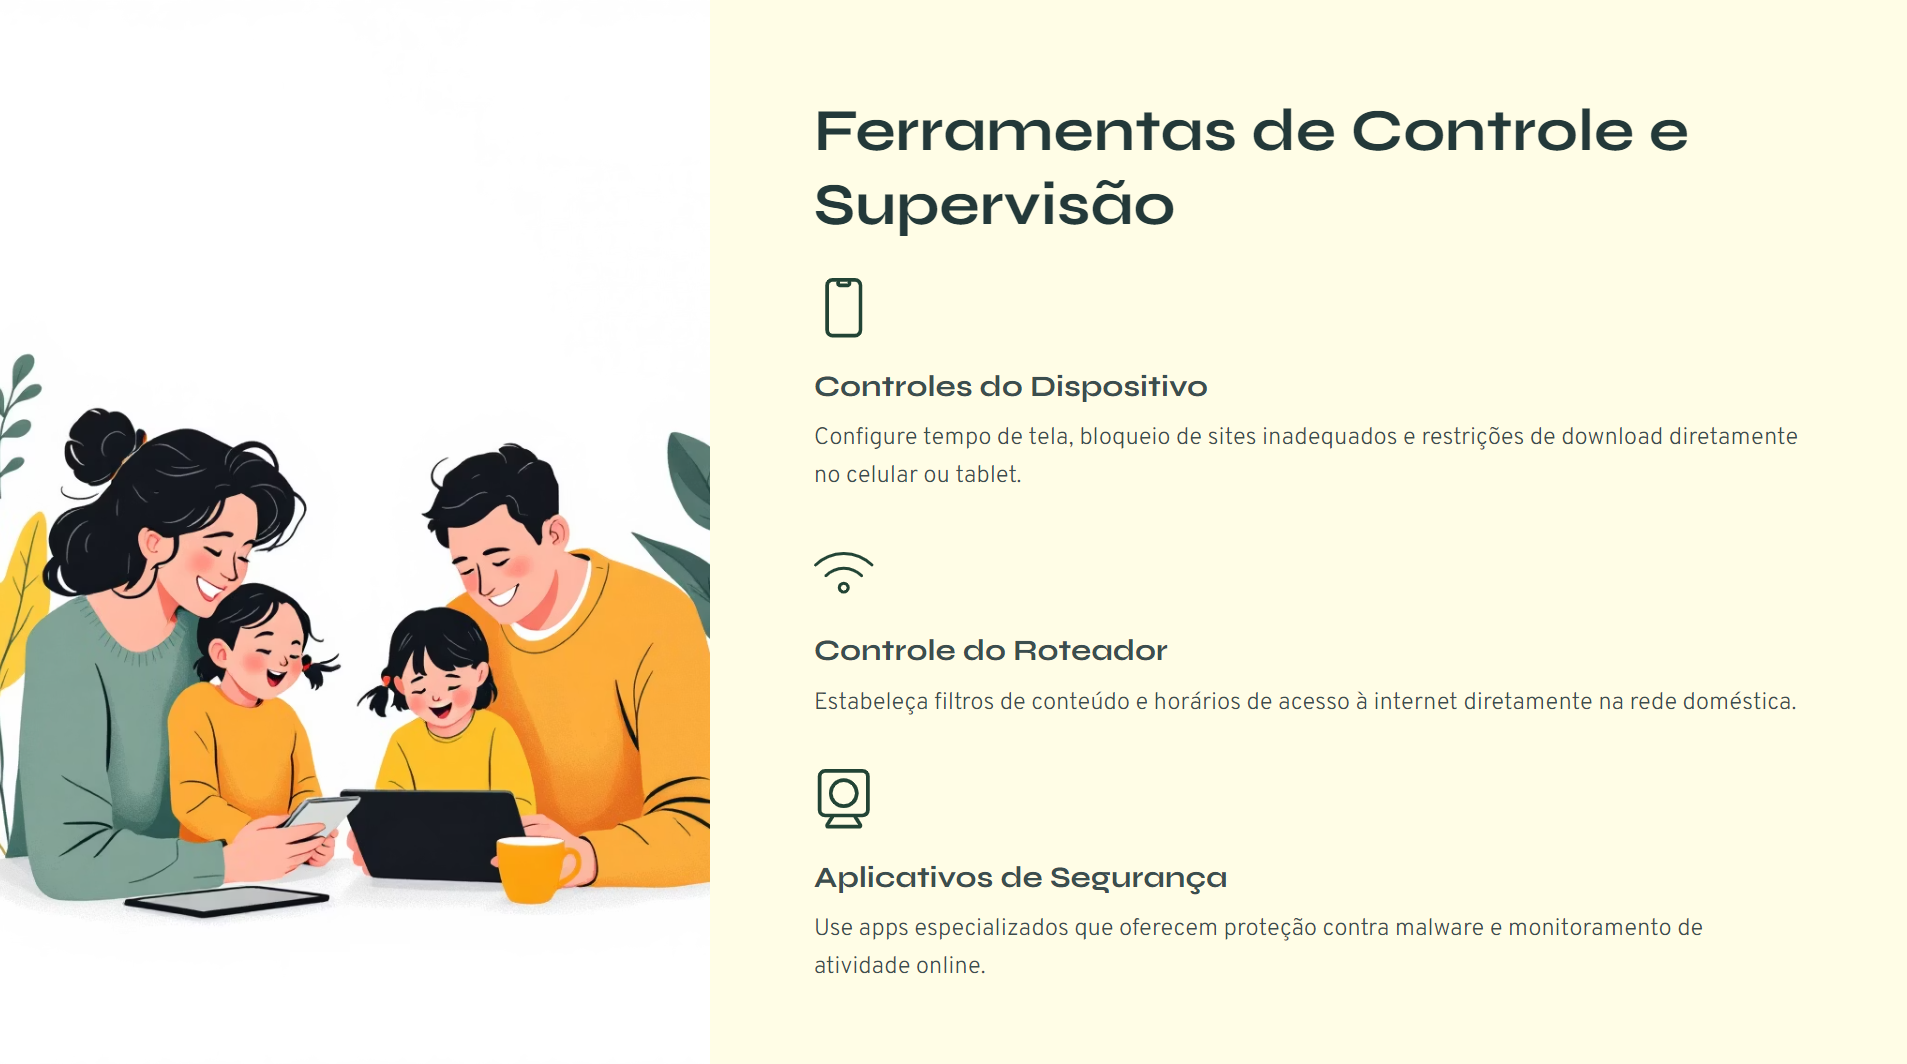 Ferramentas de Controle e
Supervisão
Controles do Dispositivo
Configure tempo de tela, bloqueio de sites inadequados e restrições de download diretamente
no celular ou tablet.
Controle do Roteador
Estabeleça filtros de conteúdo e horários de acesso à internet diretamente na rede doméstica.
Aplicativos de Segurança
Use apps especializados que oferecem proteção contra malware e monitoramento de
atividade online.